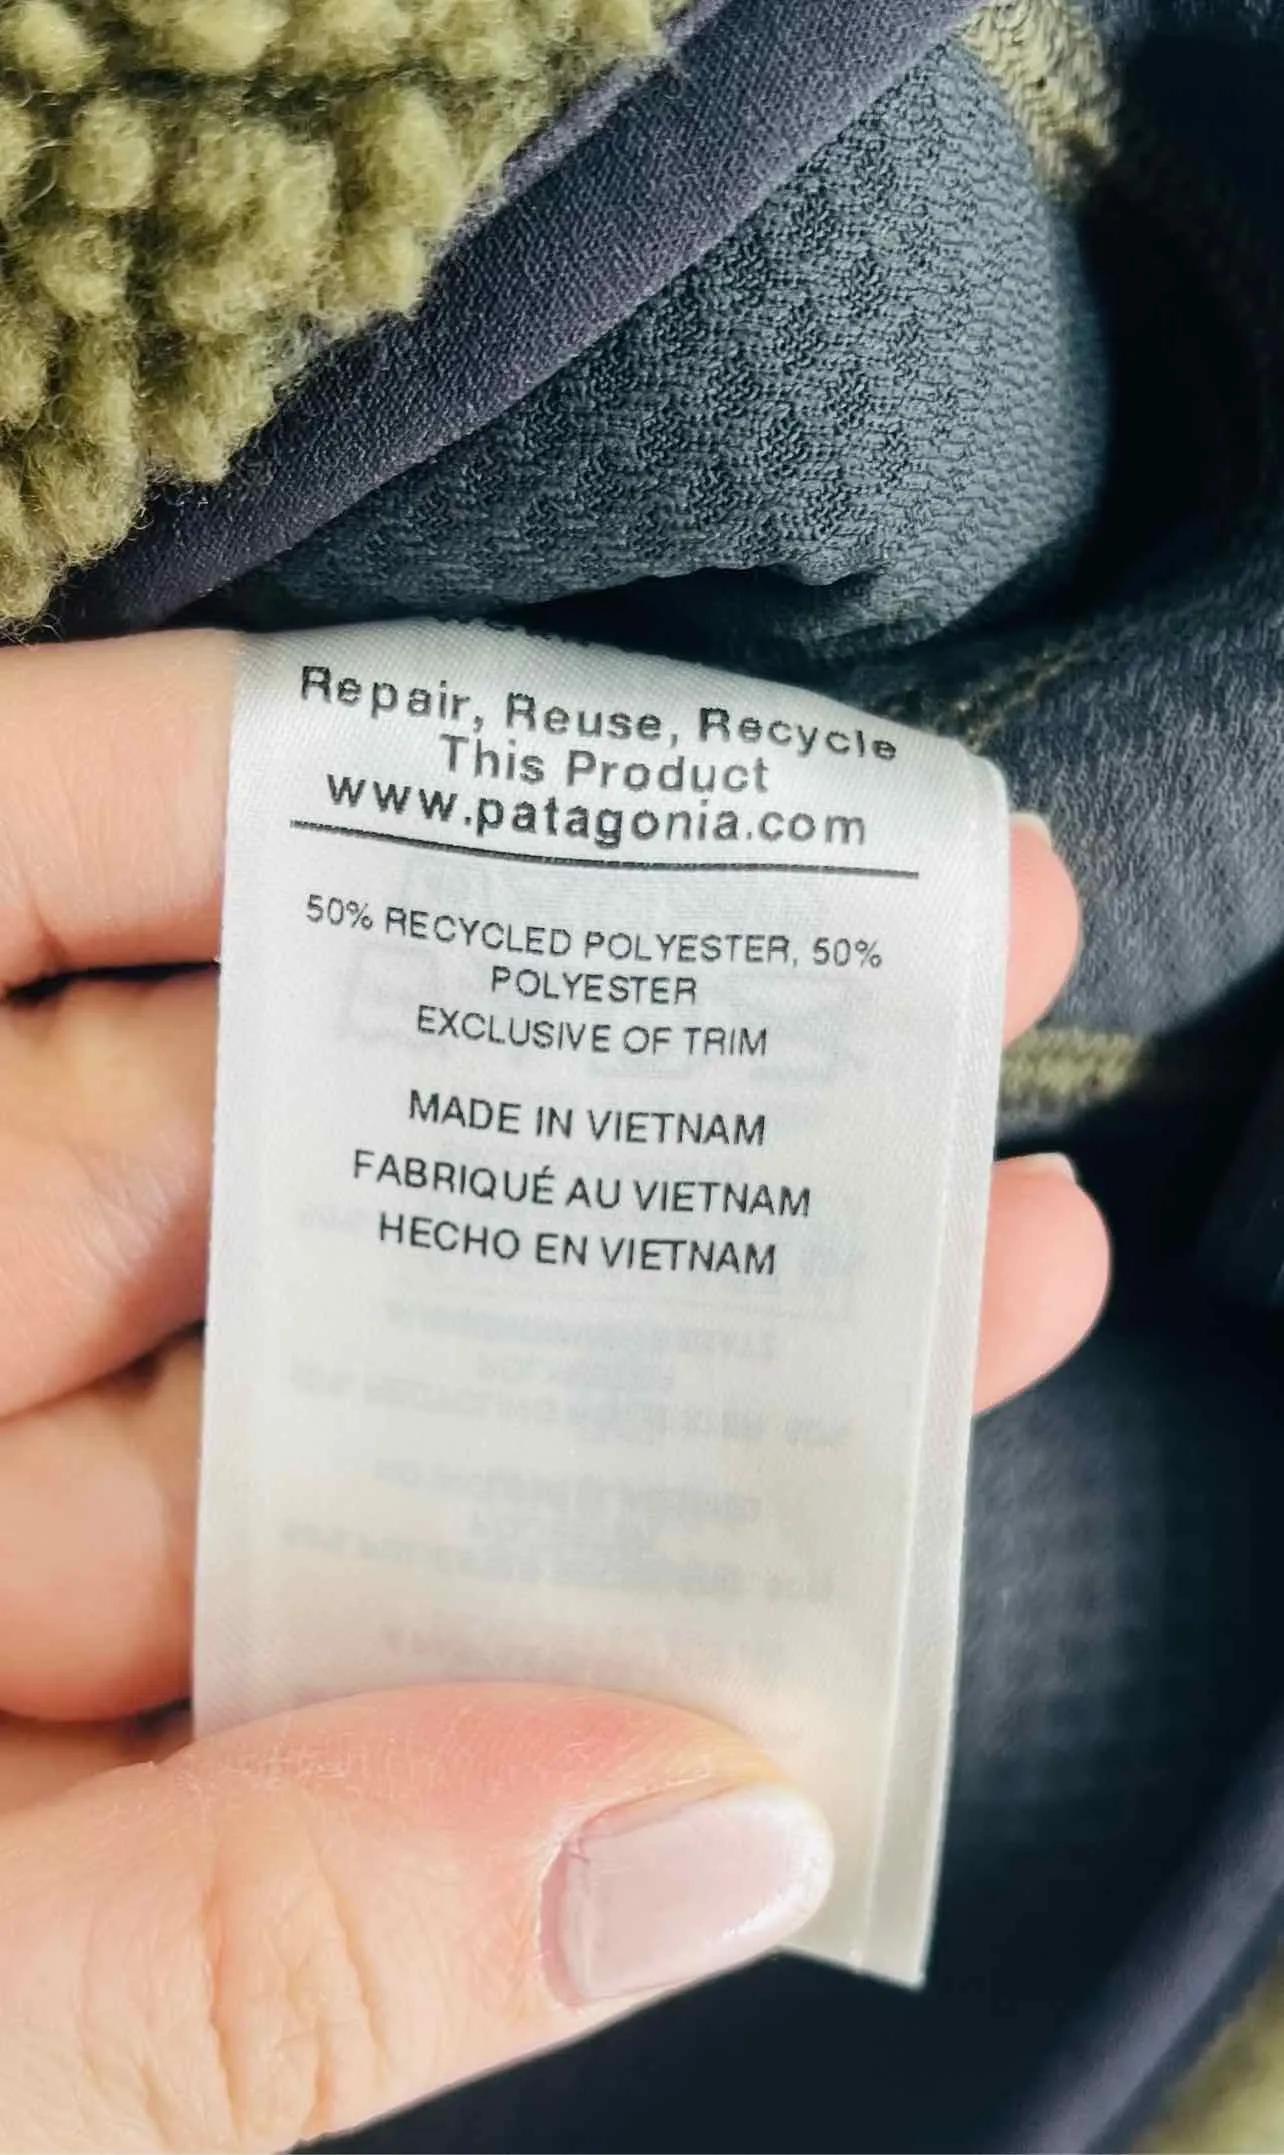 Repair, Reuse, Recycle
This Product
www.patagonia.com
50% RECYCLED POLYESTER, 50%
POLYESTER
EXCLUSIVE OF TRIM
MADE IN VIETNAM
FABRIQUÉ AU VIETNAM
HECHO EN VIETNAM